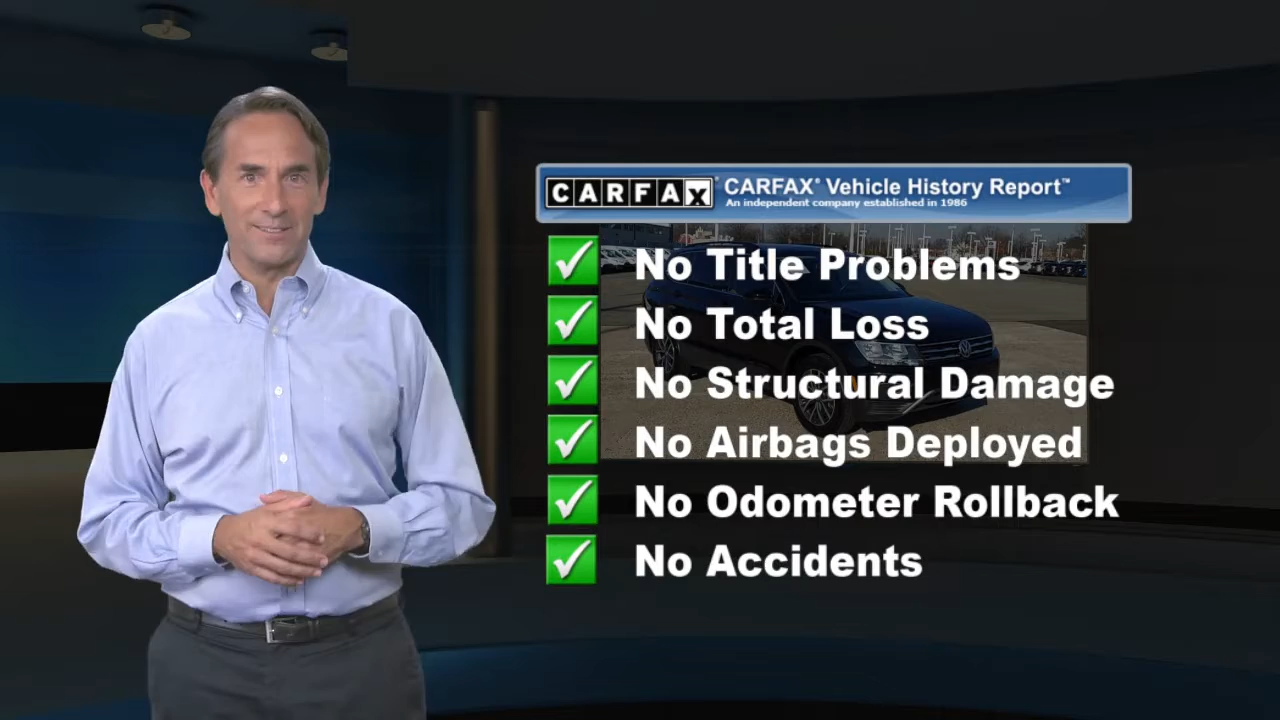 CARFAX® CARFAX® Vehicle History Report™
An independent company established in 1986
No Title Problems
No Total Loss
No Structural Damage
No Airbags Deployed
No Odometer Rollback
No Accidents